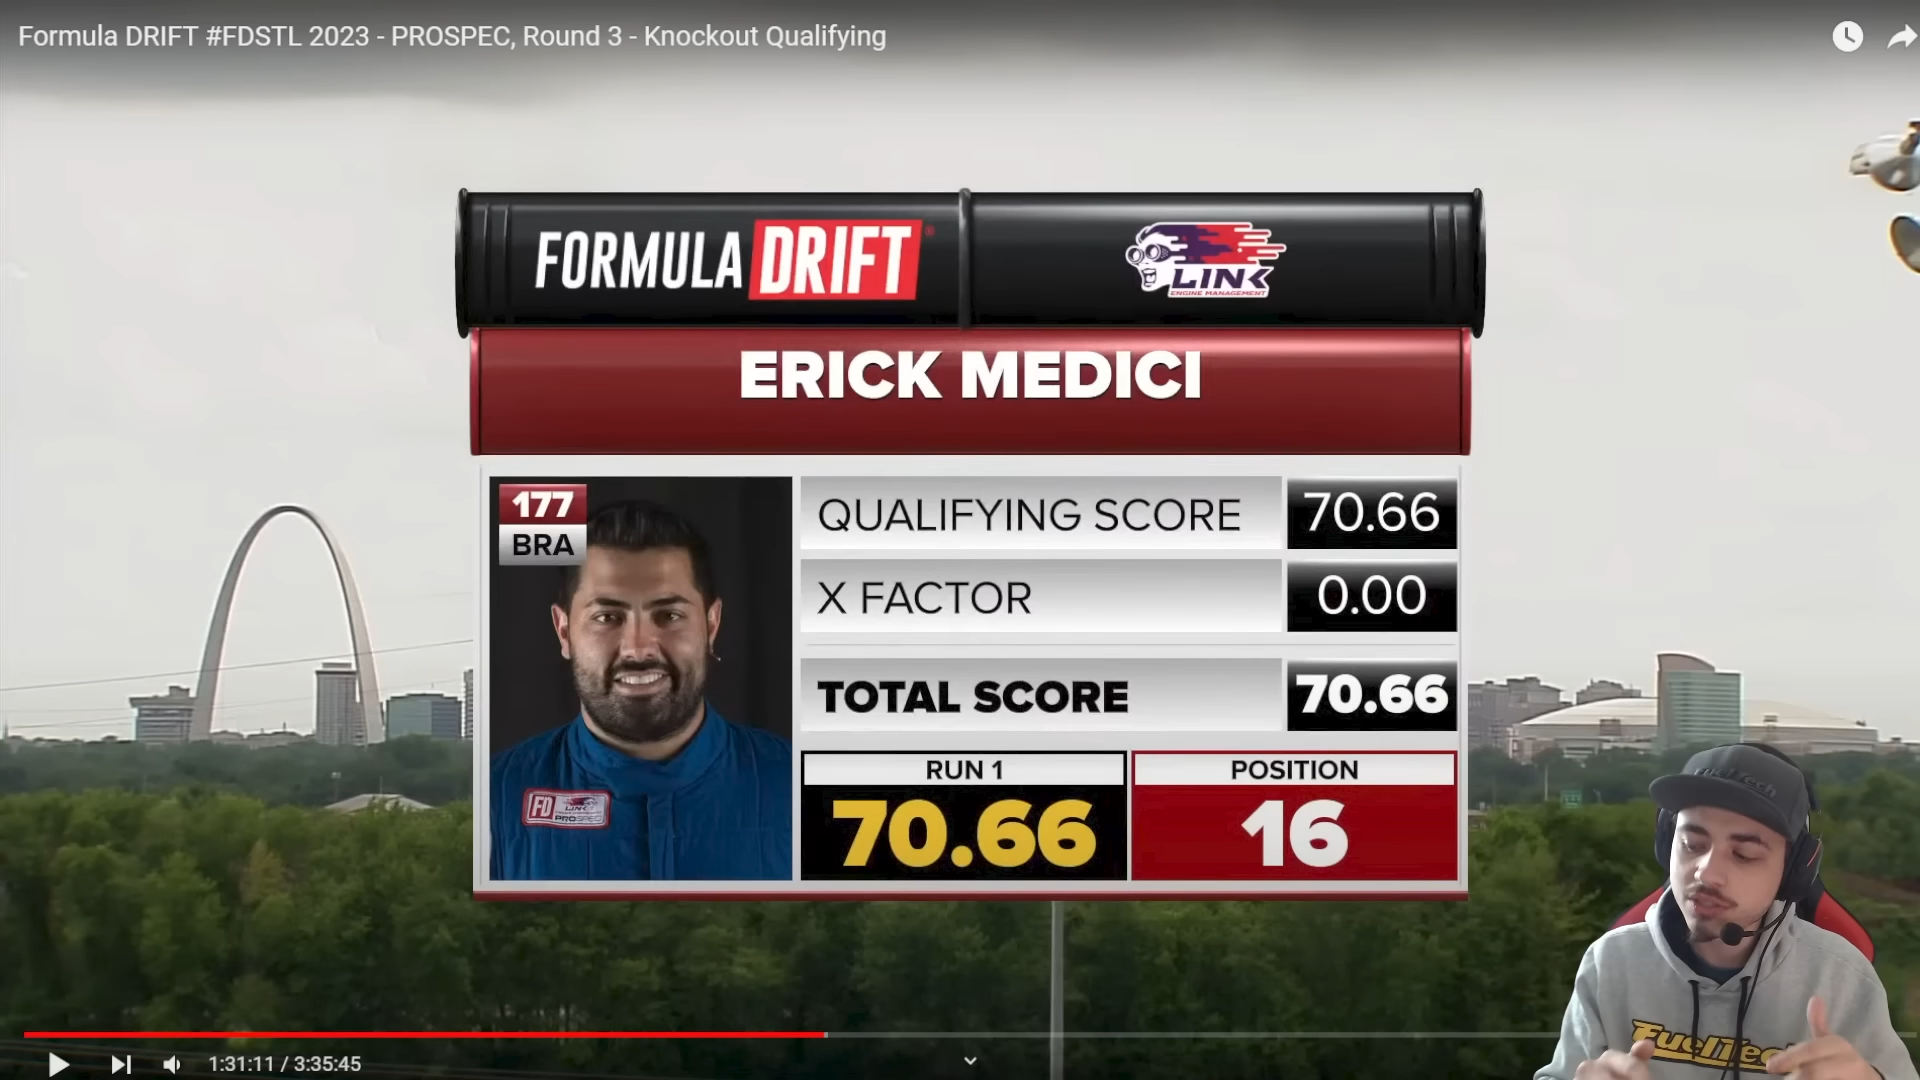 Formula DRIFT #FDSTL 2023 - PROSPEC, Round 3 - Knockout Qualifying
FORMULA DRIFT
LINK
ENGINE MANAGEMENT
ERICK MEDICI
177
BRA
QUALIFYING SCORE 70.66
X FACTOR 0.00
TOTAL SCORE 70.66
RUN 1
70.66
POSITION
16
FD LINK
PROSPEC
FuelTech
FuelTech
1:31:11 / 3:35:45